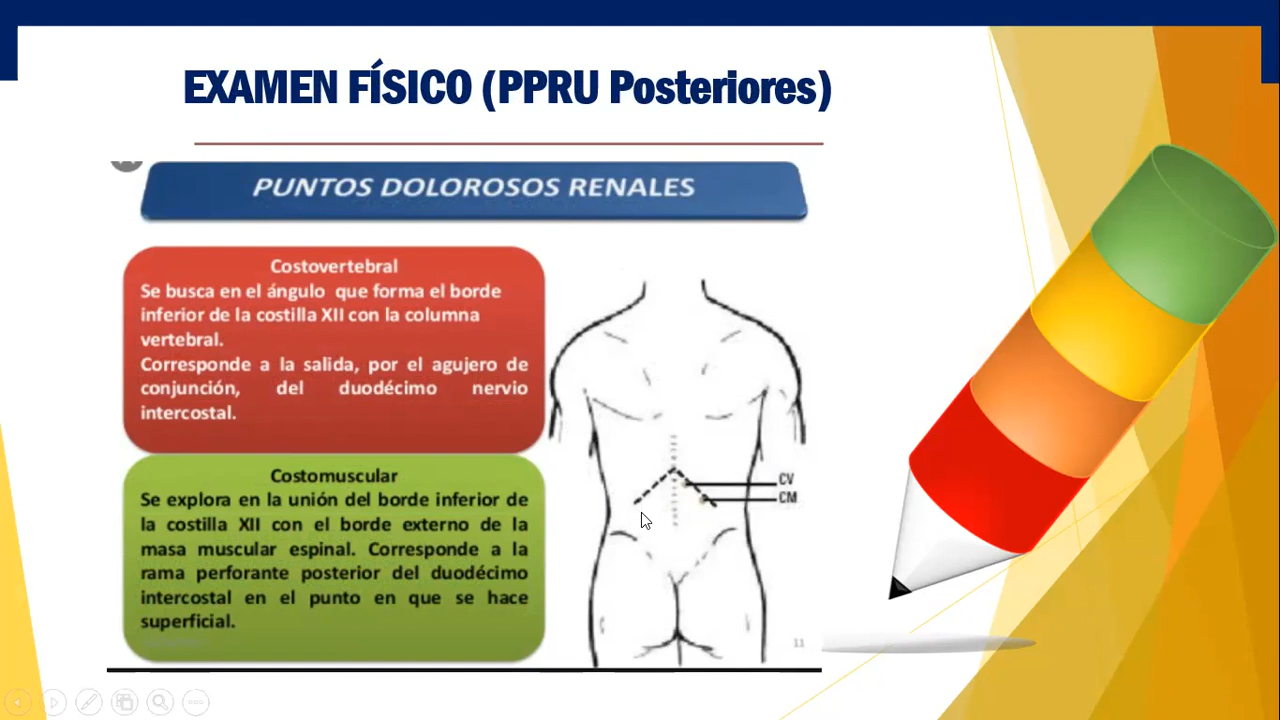 EXAMEN FÍSICO (PPRU Posteriores)
PUNTOS DOLOROSOS RENALES
Costovertebral
Se busca en el ángulo que forma el borde
inferior de la costilla XII con la columna
vertebral.
Corresponde a la salida, por el agujero de
conjunción, del duodécimo nervio
intercostal.
Costomuscular
Se explora en la unión del borde inferior de
la costilla XII con el borde externo de la
masa muscular espinal. Corresponde a la
rama perforante posterior del duodécimo
intercostal en el punto en que se hace
superficial.
CV
CM
11